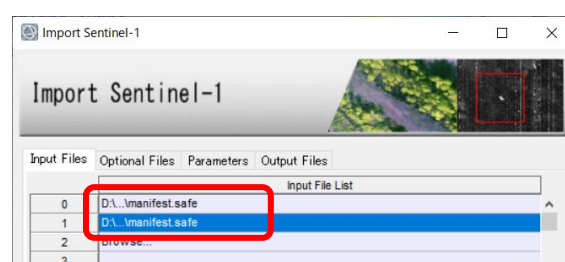 Import Sentinel-1
Import Sentinel-1
Input Files Optional Files Parameters Output Files
Input File List
0 D:\...\manifest.safe
1 D:\...\manifest.safe
2 Browse...
3